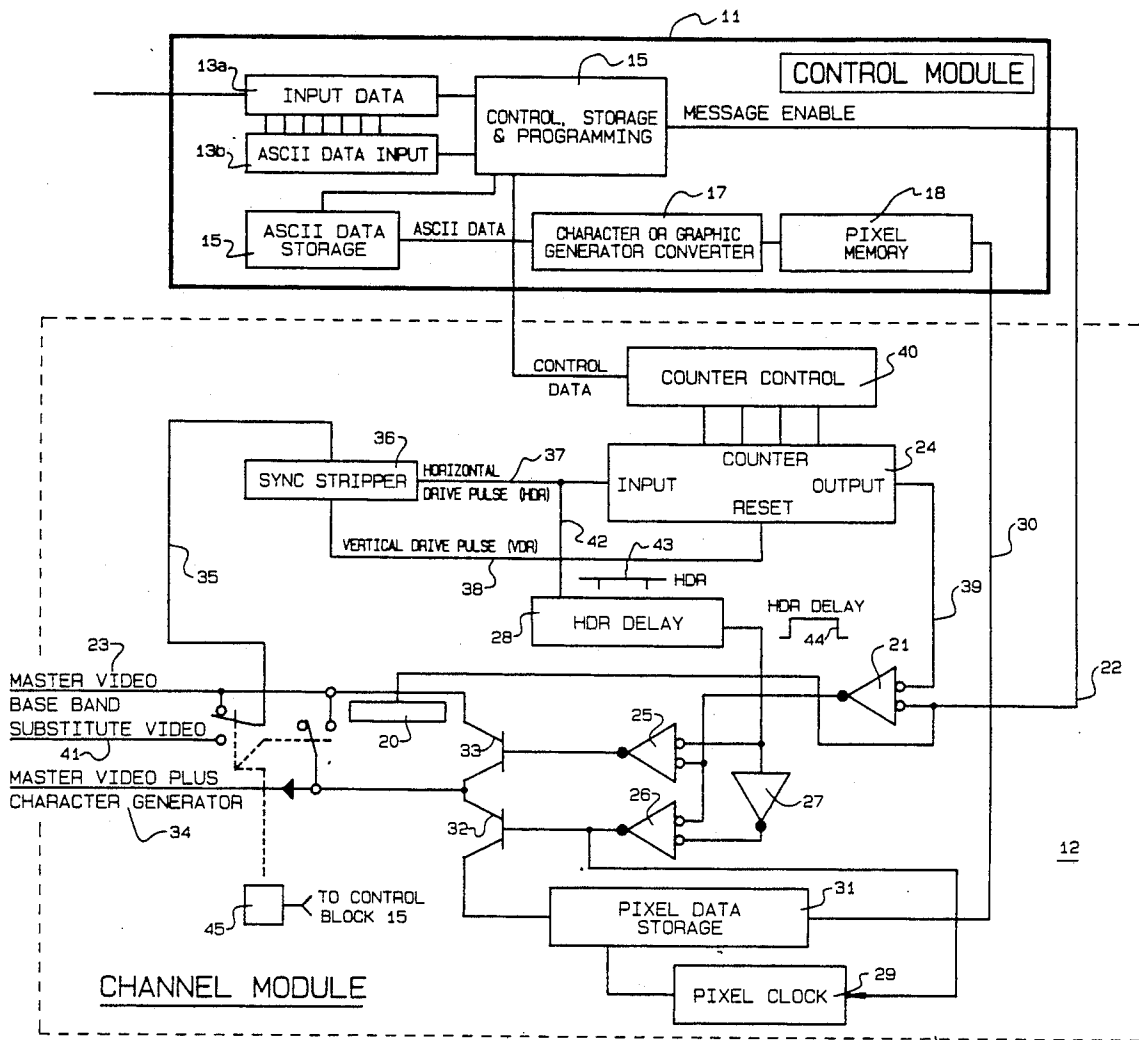 11
13a
INPUT DATA
15
CONTROL MODULE
CONTROL, STORAGE
& PROGRAMMING
MESSAGE ENABLE
13b
ASCII DATA INPUT
17
18
15
ASCII DATA
STORAGE
ASCII DATA
CHARACTER OR GRAPHIC
GENERATOR CONVERTER
PIXEL
MEMORY
CONTROL
DATA
COUNTER CONTROL
40
36
SYNC STRIPPER
HORIZONTAL
37
DRIVE PULSE (HDR)
24
COUNTER
INPUT
OUTPUT
RESET
30
35
VERTICAL DRIVE PULSE (VDR)
38
42
43
HDR
39
28
HDR DELAY
HDR DELAY
44
21
22
23
MASTER VIDEO
BASE BAND
SUBSTITUTE VIDEO
41
MASTER VIDEO PLUS
CHARACTER GENERATOR
34
20
33
25
26
27
32
12
45
TO CONTROL
BLOCK 15
31
PIXEL DATA
STORAGE
CHANNEL MODULE
PIXEL CLOCK
29